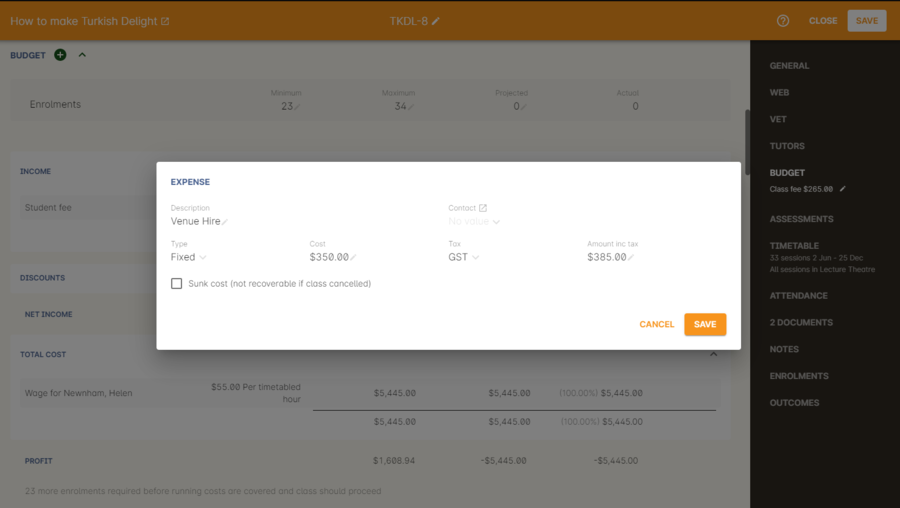 How to make Turkish Delight
TKDL-8
CLOSE
SAVE
BUDGET
Enrolments
Minimum
23
Maximum
34
Projected
0
Actual
0
INCOME
Student fee
DISCOUNTS
NET INCOME
TOTAL COST
Wage for Newnham, Helen
$55.00 Per timetabled
hour
$5,445.00
$5,445.00
(100.00%) $5,445.00
$5,445.00
$5,445.00
(100.00%) $5,445.00
PROFIT
$1,608.94
-$5,445.00
-$5,445.00
23 more enrolments required before running costs are covered and class should proceed
EXPENSE
Description
Venue Hire
Contact
No value
Type
Fixed
Cost
$350.00
Tax
GST
Amount inc tax
$385.00
Sunk cost (not recoverable if class cancelled)
CANCEL
SAVE
GENERAL
WEB
VET
TUTORS
BUDGET
Class fee $265.00
ASSESSMENTS
TIMETABLE
33 sessions 2 Jun - 25 Dec
All sessions in Lecture Theatre
ATTENDANCE
2 DOCUMENTS
NOTES
ENROLMENTS
OUTCOMES